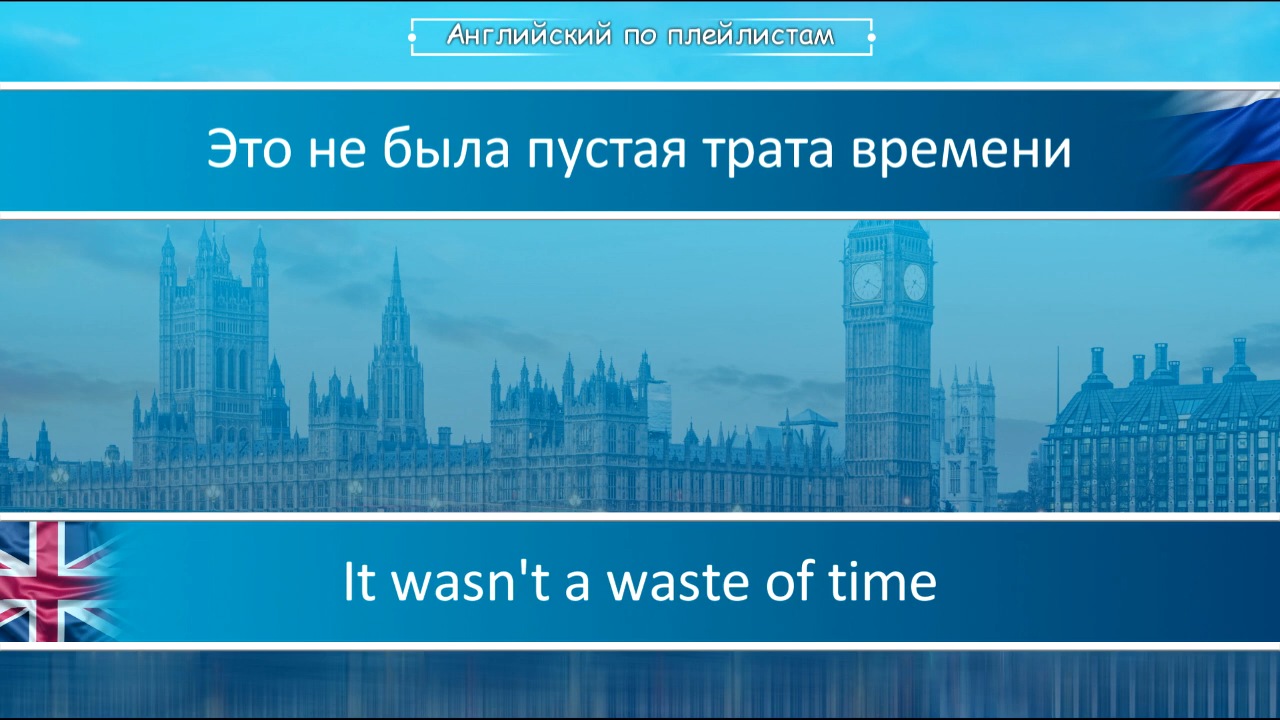 Английский по плейлистам
Это не была пустая трата времени
It wasn't a waste of time